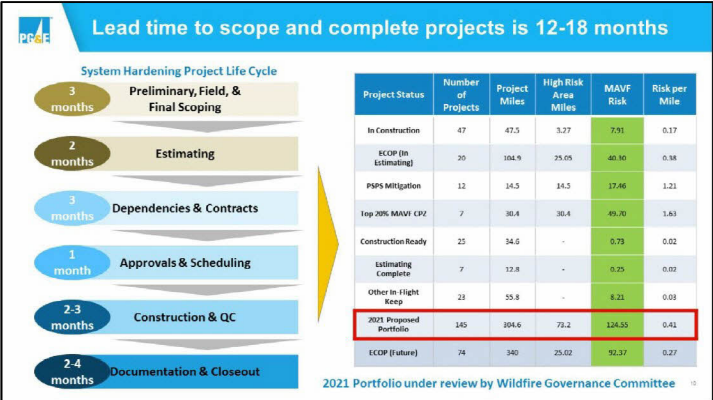 PG&E
Lead time to scope and complete projects is 12-18 months
System Hardening Project Life Cycle
3 months
Preliminary, Field, & Final Scoping
2 months
Estimating
3 months
Dependencies & Contracts
1 month
Approvals & Scheduling
2-3 months
Construction & QC
2-4 months
Documentation & Closeout
Project Status Number of Projects Project Miles High Risk Area Miles MAVF Risk Risk per Mile
In Construction 47 47.5 3.27 7.91 0.17
ECOP (In Estimating) 20 104.9 25.05 40.30 0.38
PSPS Mitigation 12 14.5 14.5 17.46 1.21
Top 20% MAVF CPZ 7 30.4 30.4 49.70 1.63
Construction Ready 25 34.6 - 0.73 0.02
Estimating Complete 7 12.8 - 0.25 0.02
Other In-Flight Keep 23 55.8 - 8.21 0.03
2021 Proposed Portfolio 145 304.6 73.2 124.55 0.41
ECOP (Future) 74 340 25.02 92.37 0.27
2021 Portfolio under review by Wildfire Governance Committee